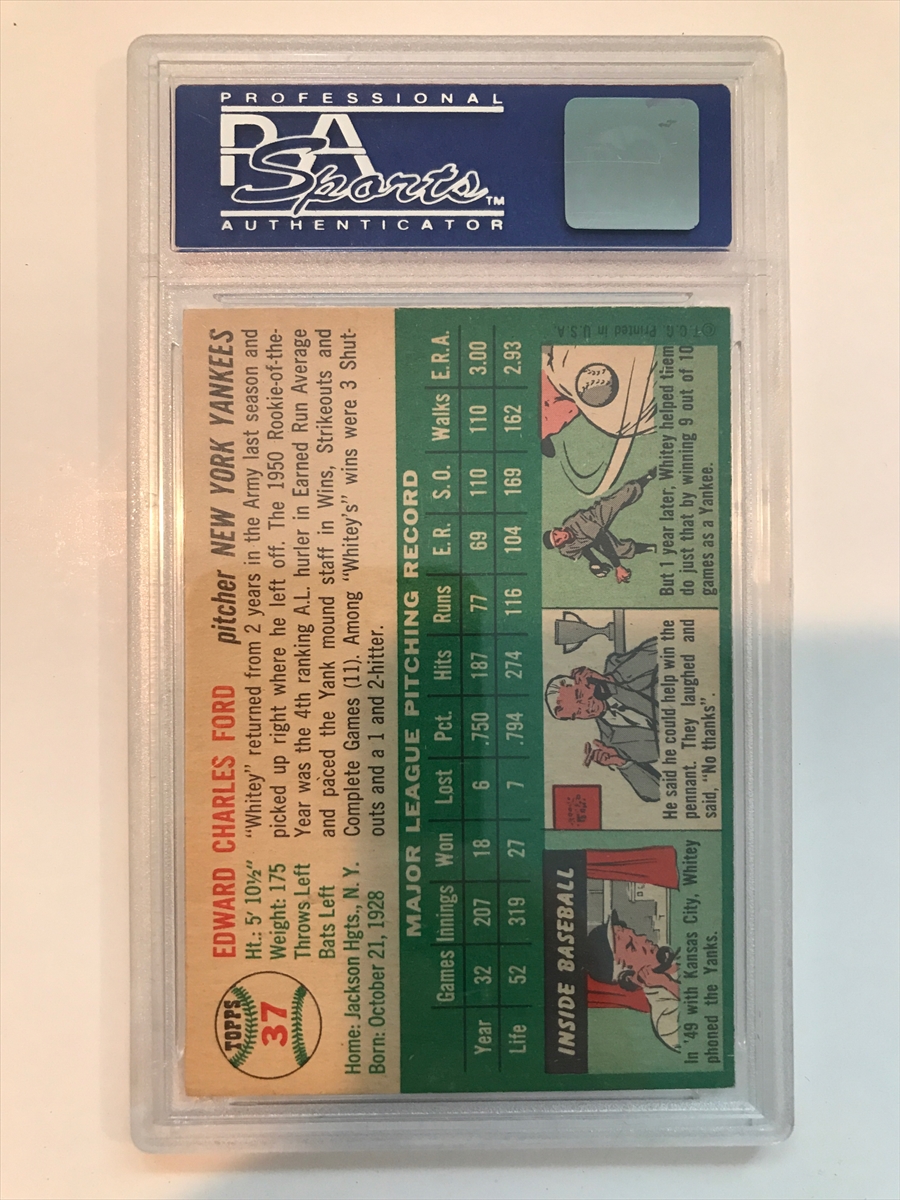 PROFESSIONAL
PSA
Sports™
AUTHENTICATOR
TOPPS
37
EDWARD CHARLES FORD pitcher NEW YORK YANKEES
Ht.: 5' 10½"
Weight: 175
Throws Left
Bats Left
Home: Jackson Hgts., N. Y.
Born: October 21, 1928
"Whitey" returned from 2 years in the Army last season and
picked up right where he left off. The 1950 Rookie-of-the-
Year was the 4th ranking A.L. hurler in Earned Run Average
and paced the Yank mound staff in Wins, Strikeouts and
Complete Games (11). Among "Whitey's" wins were 3 Shut-
outs and a 1 and 2-hitter.
MAJOR LEAGUE PITCHING RECORD
Games Innings Won Lost Pct. Hits Runs E.R. S.O. Walks E.R.A.
Year 32 207 18 6 .750 187 77 69 110 110 3.00
Life 52 319 27 7 .794 274 116 104 169 162 2.93
INSIDE BASEBALL
In '49 with Kansas City, Whitey
phoned the Yanks.
He said he could help win the
pennant. They laughed and
said, "No thanks".
But 1 year later, Whitey helped them
do just that by winning 9 out of 10
games as a Yankee.
© T. C. G. Printed in U.S.A.